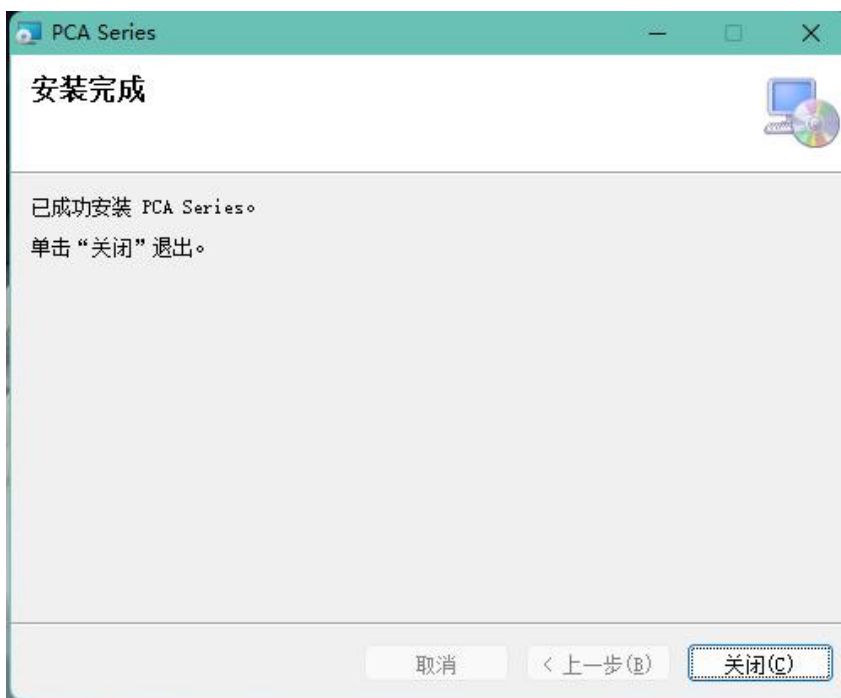 PCA Series
安装完成
已成功安装 PCA Series。
单击“关闭”退出。
取消
< 上一步(B)
关闭(C)